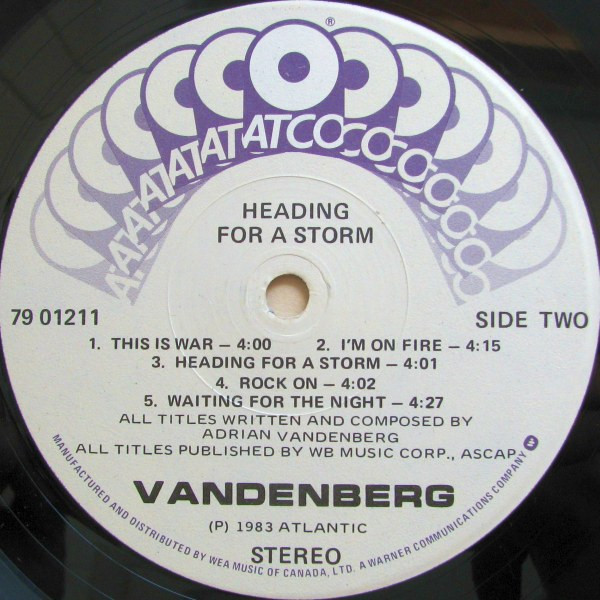 ®
ATCO
HEADING
FOR A STORM
79 01211
SIDE TWO
1. THIS IS WAR – 4:00 2. I'M ON FIRE – 4:15
3. HEADING FOR A STORM – 4:01
4. ROCK ON – 4:02
5. WAITING FOR THE NIGHT – 4:27
ALL TITLES WRITTEN AND COMPOSED BY
ADRIAN VANDENBERG
ALL TITLES PUBLISHED BY WB MUSIC CORP., ASCAP
VANDENBERG
(P) 1983 ATLANTIC
STEREO
MANUFACTURED AND DISTRIBUTED BY WEA MUSIC OF CANADA, LTD. A WARNER COMMUNICATIONS COMPANY